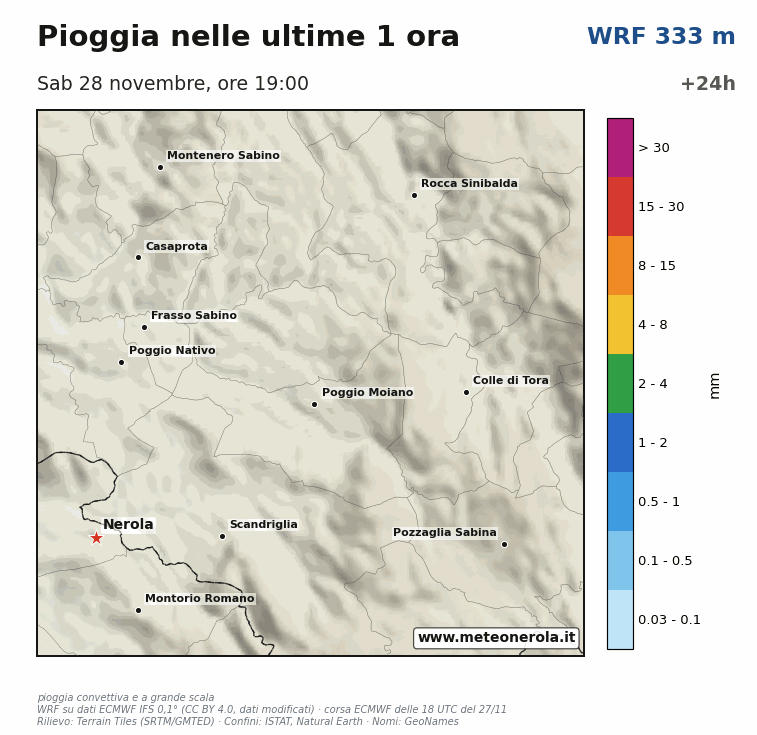 Pioggia nelle ultime 1 ora
WRF 333 m
Sab 28 novembre, ore 19:00
+24h
Montenero Sabino
Rocca Sinibalda
Casaprota
Frasso Sabino
Poggio Nativo
Colle di Tora
Poggio Moiano
Nerola
Scandriglia
Pozzaglia Sabina
Montorio Romano
www.meteonerola.it
> 30
15 - 30
8 - 15
4 - 8
2 - 4
1 - 2
0.5 - 1
0.1 - 0.5
0.03 - 0.1
mm
pioggia convettiva e a grande scala
WRF su dati ECMWF IFS 0,1° (CC BY 4.0, dati modificati) · corsa ECMWF delle 18 UTC del 27/11
Rilievo: Terrain Tiles (SRTM/GMTED) · Confini: ISTAT, Natural Earth · Nomi: GeoNames